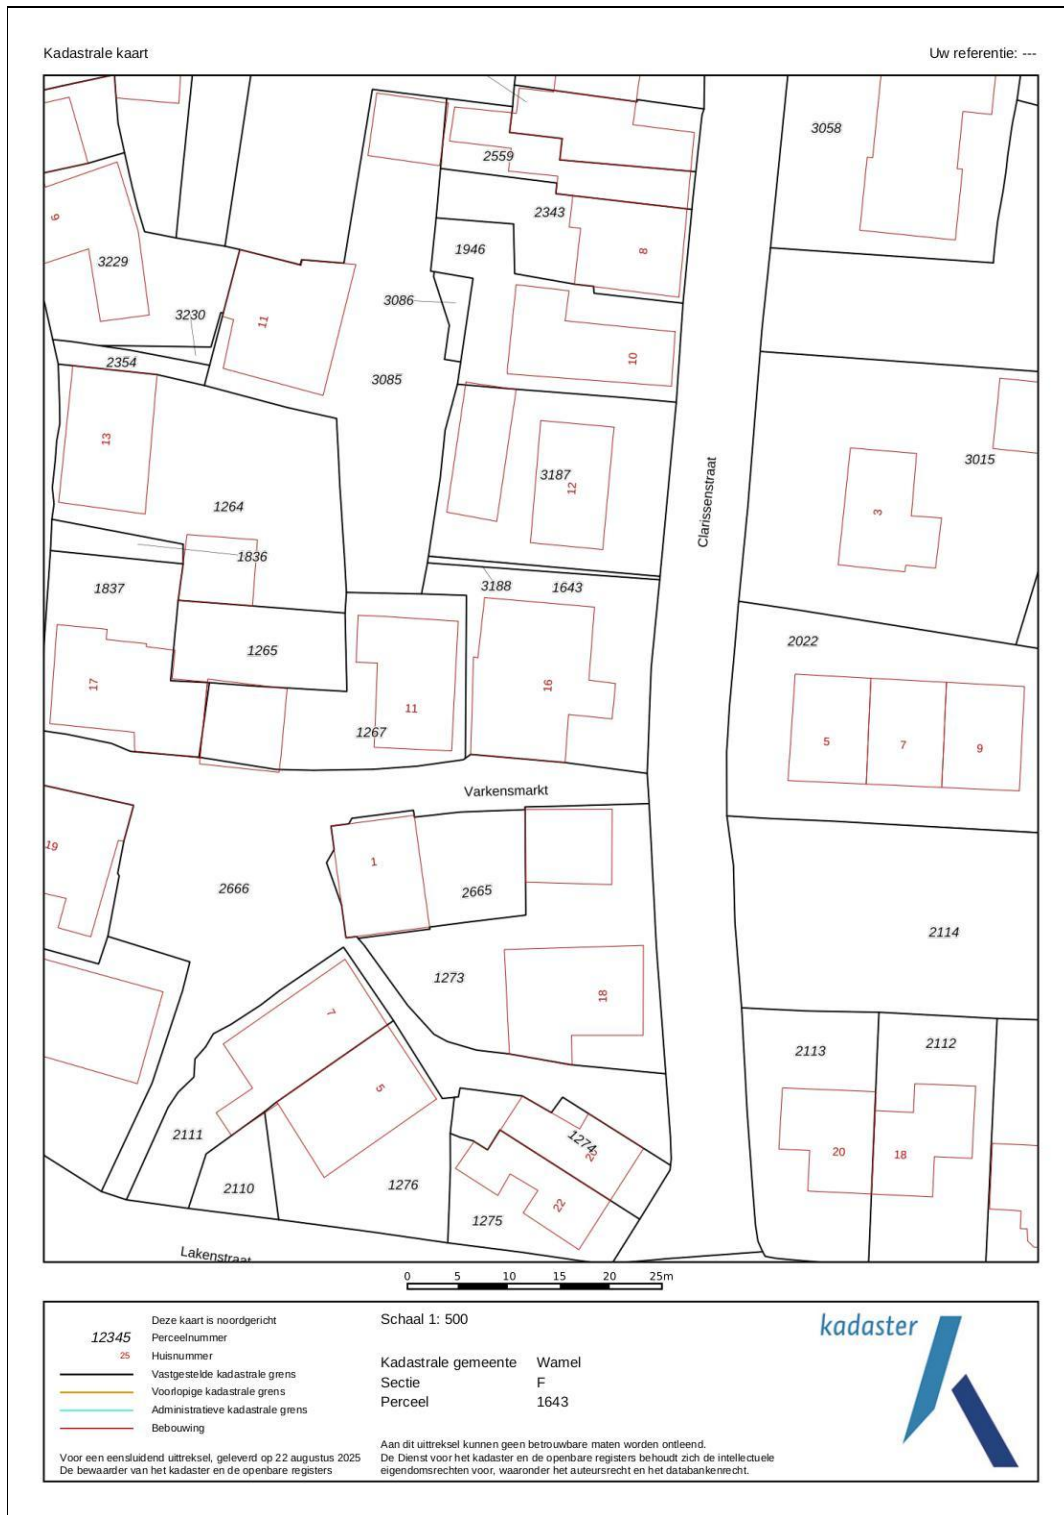 Kadastrale kaart
Uw referentie: ---
3058
2559
2343
8
1946
9
3229
3086
3230
11
10
2354
3085
13
3015
3187
12
Clarissenstraat
3
1264
1836
1837
3188
1643
1265
2022
17
16
11
1267
5
7
9
Varkensmarkt
19
1
2666
2665
2114
1273
18
7
2113
2112
5
2111
1274
20
18
2110
1276
1275
22
Lakenstraat
0 5 10 15 20 25m
Deze kaart is noordgericht
12345 Perceelnummer
25 Huisnummer
Vastgestelde kadastrale grens
Voorlopige kadastrale grens
Administratieve kadastrale grens
Bebouwing
Voor een eensluidend uittreksel, geleverd op 22 augustus 2025
De bewaarder van het kadaster en de openbare registers
Schaal 1: 500
Kadastrale gemeente Wamel
Sectie F
Perceel 1643
Aan dit uittreksel kunnen geen betrouwbare maten worden ontleend.
De Dienst voor het kadaster en de openbare registers behoudt zich de intellectuele
eigendomsrechten voor, waaronder het auteursrecht en het databankenrecht.
kadaster